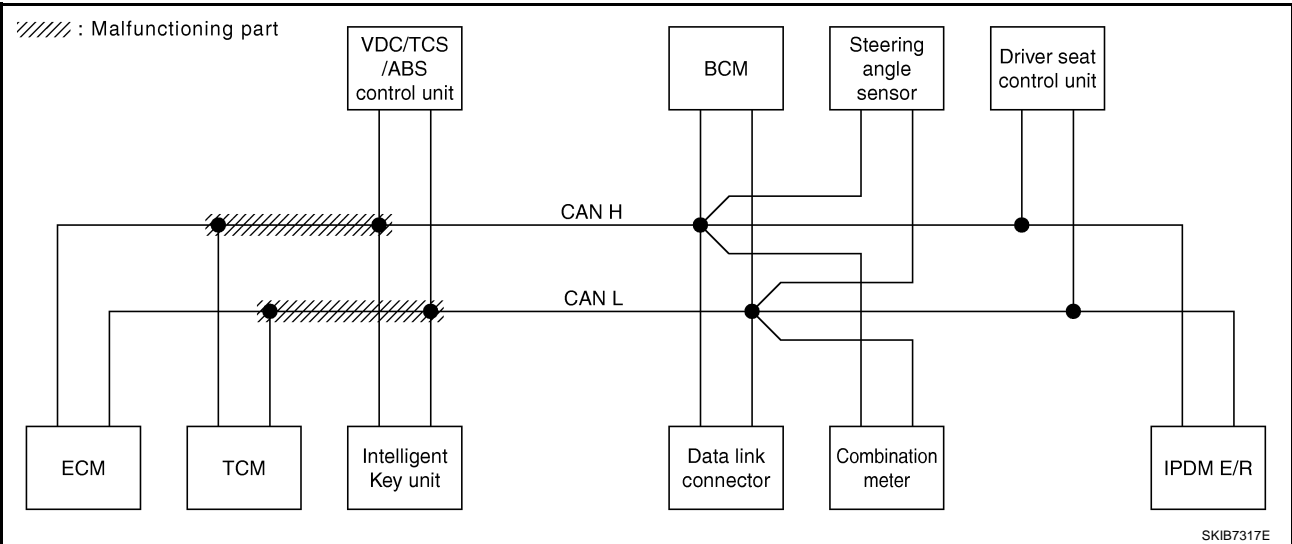 : Malfunctioning part
VDC/TCS
/ABS
control unit
BCM
Steering
angle
sensor
Driver seat
control unit
CAN H
CAN L
ECM
TCM
Intelligent
Key unit
Data link
connector
Combination
meter
IPDM E/R
SKIB7317E